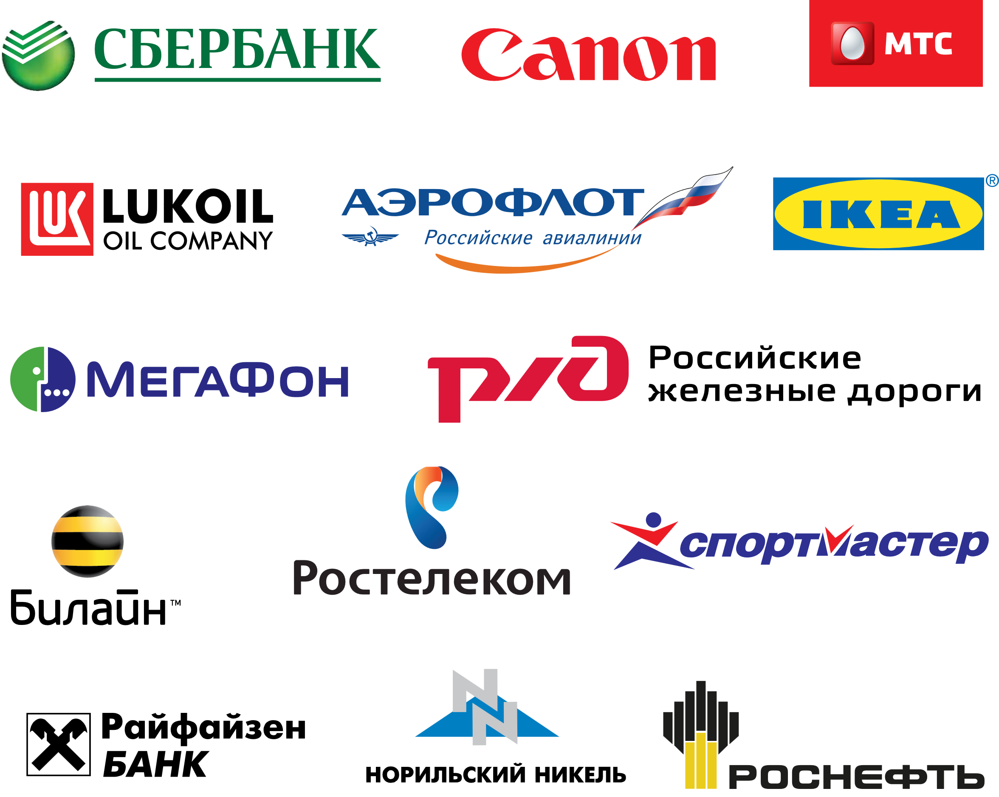 СБЕРБАНК
Canon
МТС
LUKOIL
OIL COMPANY
АЭРОФЛОТ
Российские авиалинии
IKEA®
МЕГАФОН
РЖД
Российские
железные дороги
Билайн™
Ростелеком
спортмастер
Райффайзен
БАНК
НОРИЛЬСКИЙ НИКЕЛЬ
РОСНЕФТЬ